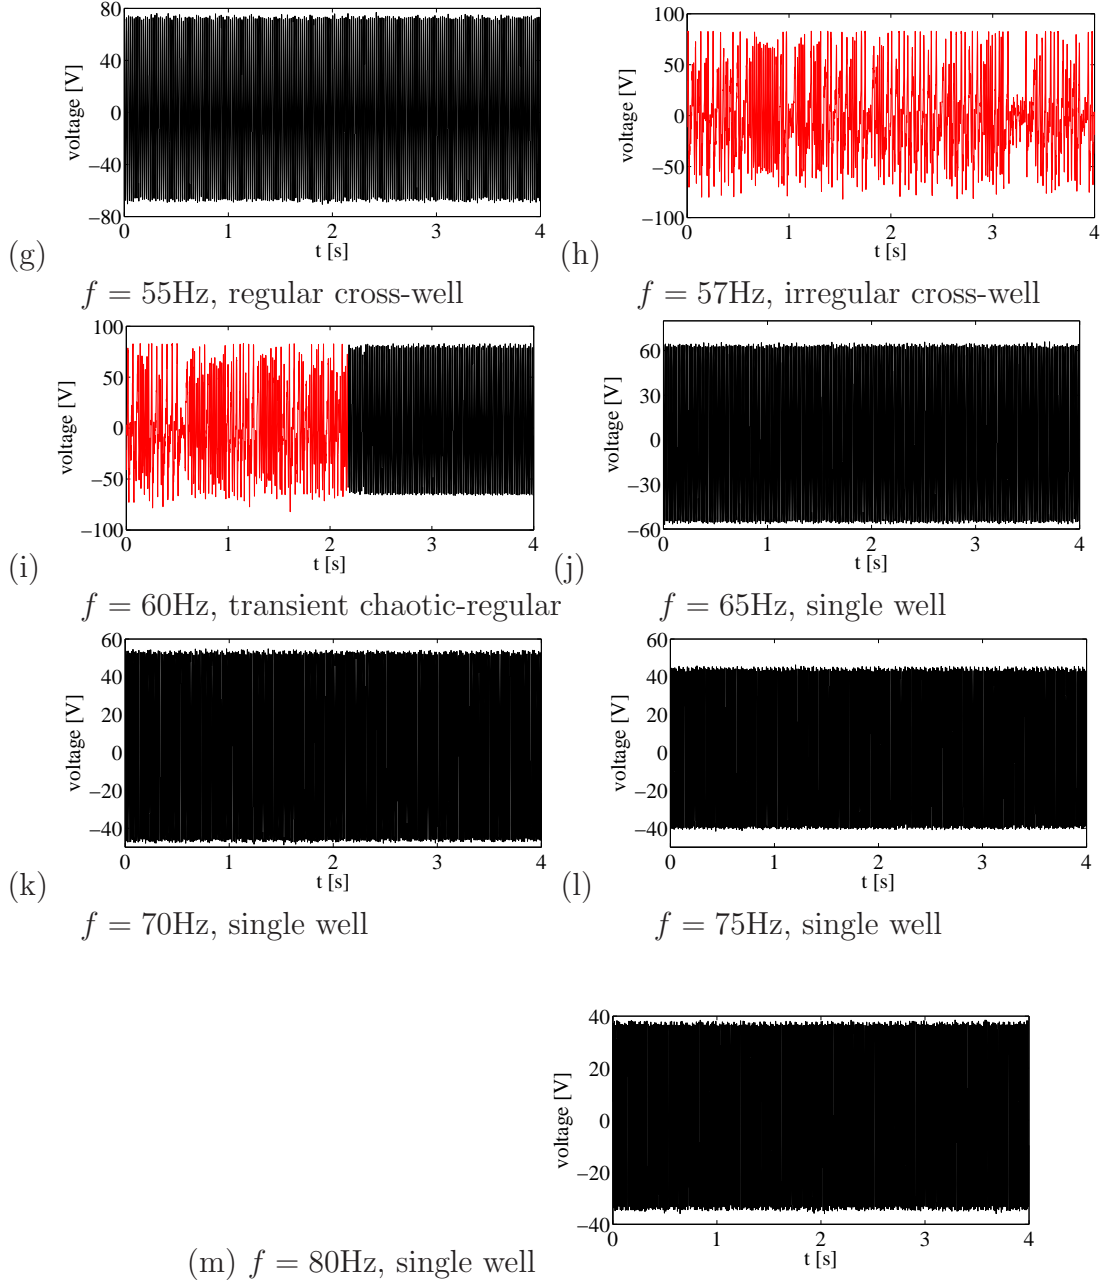 80
40
0
−40
−80
voltage [V]
0 1 2 3 4
t [s]
(g)
f = 55Hz, regular cross-well
100
50
0
−50
−100
voltage [V]
0 1 2 3 4
t [s]
(h)
f = 57Hz, irregular cross-well
100
50
0
−50
−100
voltage [V]
0 1 2 3 4
t [s]
(i)
f = 60Hz, transient chaotic-regular
60
30
0
−30
−60
voltage [V]
0 1 2 3 4
t [s]
(j)
f = 65Hz, single well
60
40
20
0
−20
−40
voltage [V]
0 1 2 3 4
t [s]
(k)
f = 70Hz, single well
60
40
20
0
−20
−40
voltage [V]
0 1 2 3 4
t [s]
(l)
f = 75Hz, single well
40
20
0
−20
−40
voltage [V]
0 1 2 3 4
t [s]
(m) f = 80Hz, single well